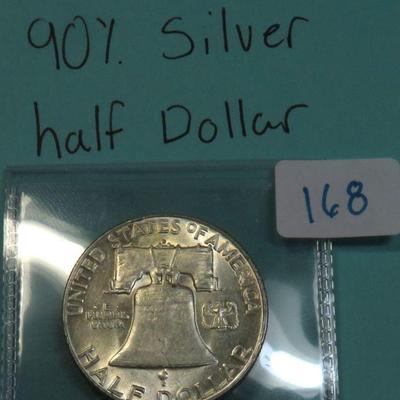 90% Silver
half Dollar
168
UNITED STATES OF AMERICA
E
PLURIBUS
UNUM
HALF DOLLAR